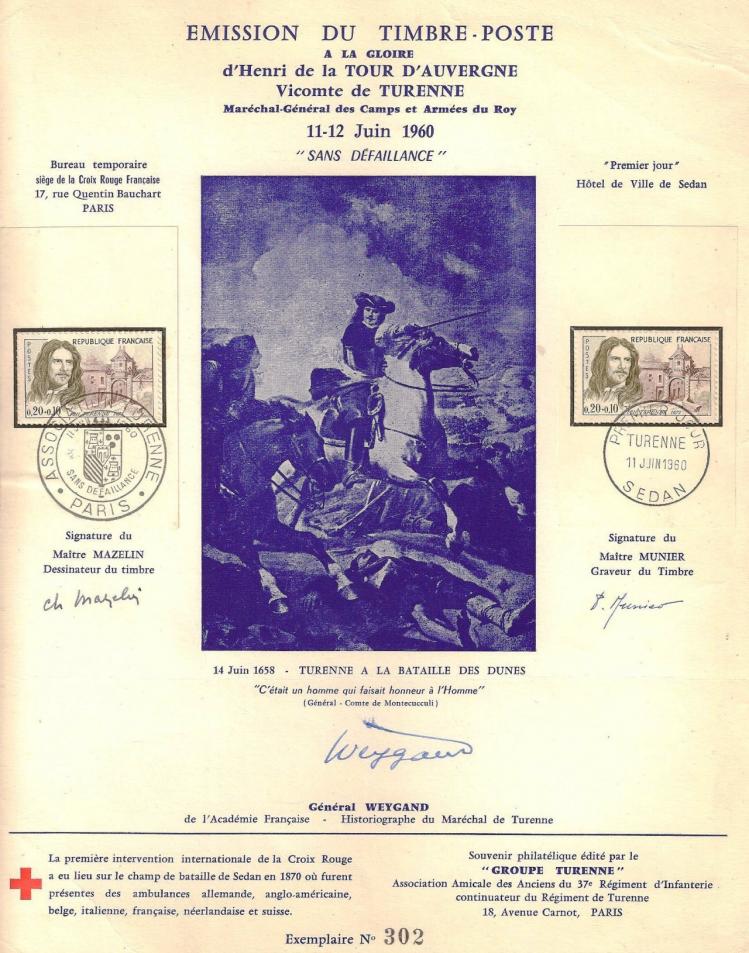 EMISSION DU TIMBRE-POSTE
A LA GLOIRE
d'Henri de la TOUR D'AUVERGNE
Vicomte de TURENNE
Maréchal-Général des Camps et Armées du Roy
11-12 Juin 1960
"SANS DÉFAILLANCE"
Bureau temporaire
siège de la Croix Rouge Française
17, rue Quentin Bauchart
PARIS
"Premier jour"
Hôtel de Ville de Sedan
POSTES
REPUBLIQUE FRANÇAISE
0,20+0,10
SANS DÉFAILLANCE
PARIS
POSTES
REPUBLIQUE FRANÇAISE
0,20+0,10
PREMIER JOUR
TURENNE
11 JUIN 1960
SEDAN
Signature du
Maître MAZELIN
Dessinateur du timbre
Ch Mazelin
Signature du
Maître MUNIER
Graveur du Timbre
P. Munier
14 Juin 1658 - TURENNE A LA BATAILLE DES DUNES
"C'était un homme qui faisait honneur à l'Homme"
(Général - Comte de Montecucculi)
Weygand
Général WEYGAND
de l'Académie Française - Historiographe du Maréchal de Turenne
La première intervention internationale de la Croix Rouge
a eu lieu sur le champ de bataille de Sedan en 1870 où furent
présentes des ambulances allemande, anglo-américaine,
belge, italienne, française, néerlandaise et suisse.
Souvenir philatélique édité par le
"GROUPE TURENNE"
Association Amicale des Anciens du 37e Régiment d'Infanterie
continuateur du Régiment de Turenne
18, Avenue Carnot, PARIS
Exemplaire No 302